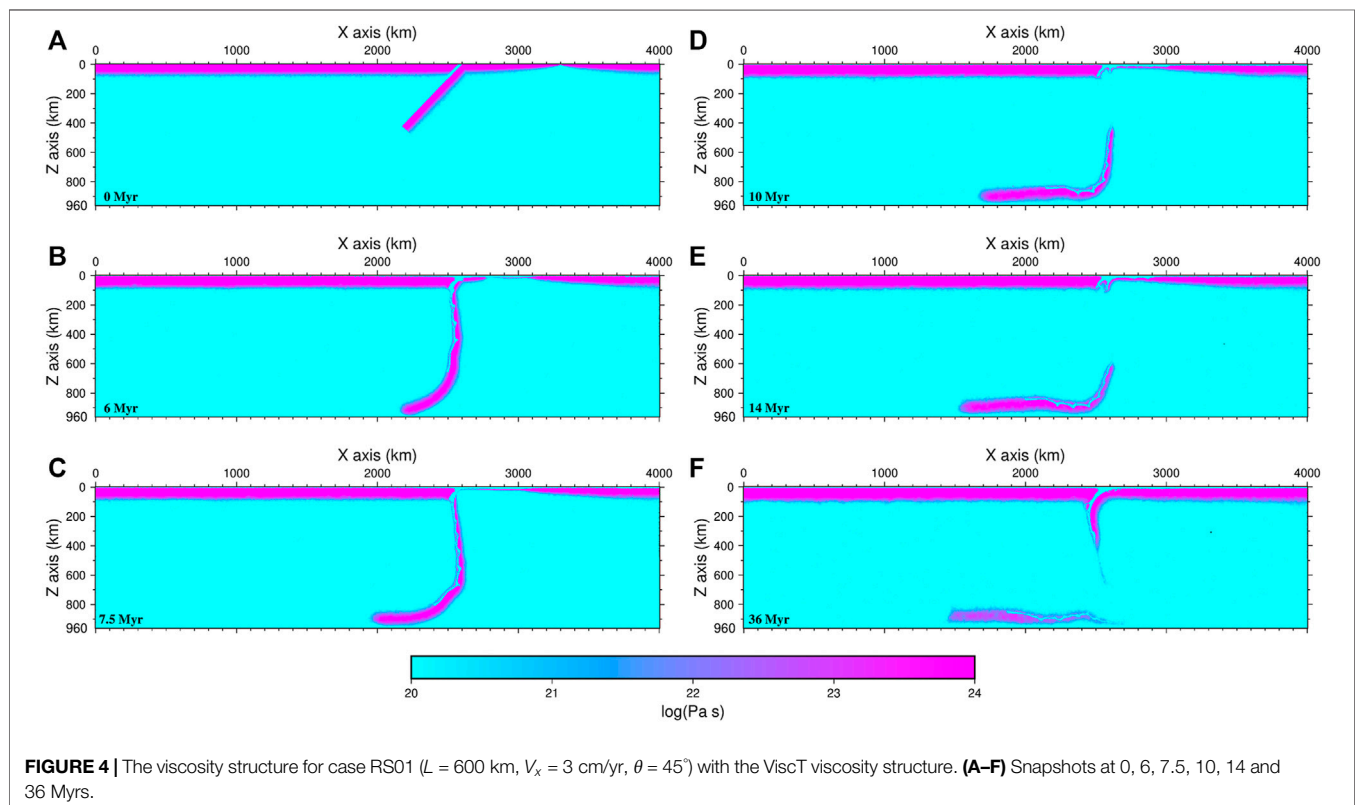 A
X axis (km)
0 1000 2000 3000 4000
0
200
400
600
800
960
Z axis (km)
0 Myr
B
X axis (km)
0 1000 2000 3000 4000
0
200
400
600
800
960
Z axis (km)
6 Myr
C
X axis (km)
0 1000 2000 3000 4000
0
200
400
600
800
960
Z axis (km)
7.5 Myr
D
X axis (km)
0 1000 2000 3000 4000
0
200
400
600
800
960
Z axis (km)
10 Myr
E
X axis (km)
0 1000 2000 3000 4000
0
200
400
600
800
960
Z axis (km)
14 Myr
F
X axis (km)
0 1000 2000 3000 4000
0
200
400
600
800
960
Z axis (km)
36 Myr
20 21 22 23 24
log(Pa s)
FIGURE 4 | The viscosity structure for case RS01 (L = 600 km, Vx = 3 cm/yr, θ = 45°) with the ViscT viscosity structure. (A–F) Snapshots at 0, 6, 7.5, 10, 14 and
36 Myrs.